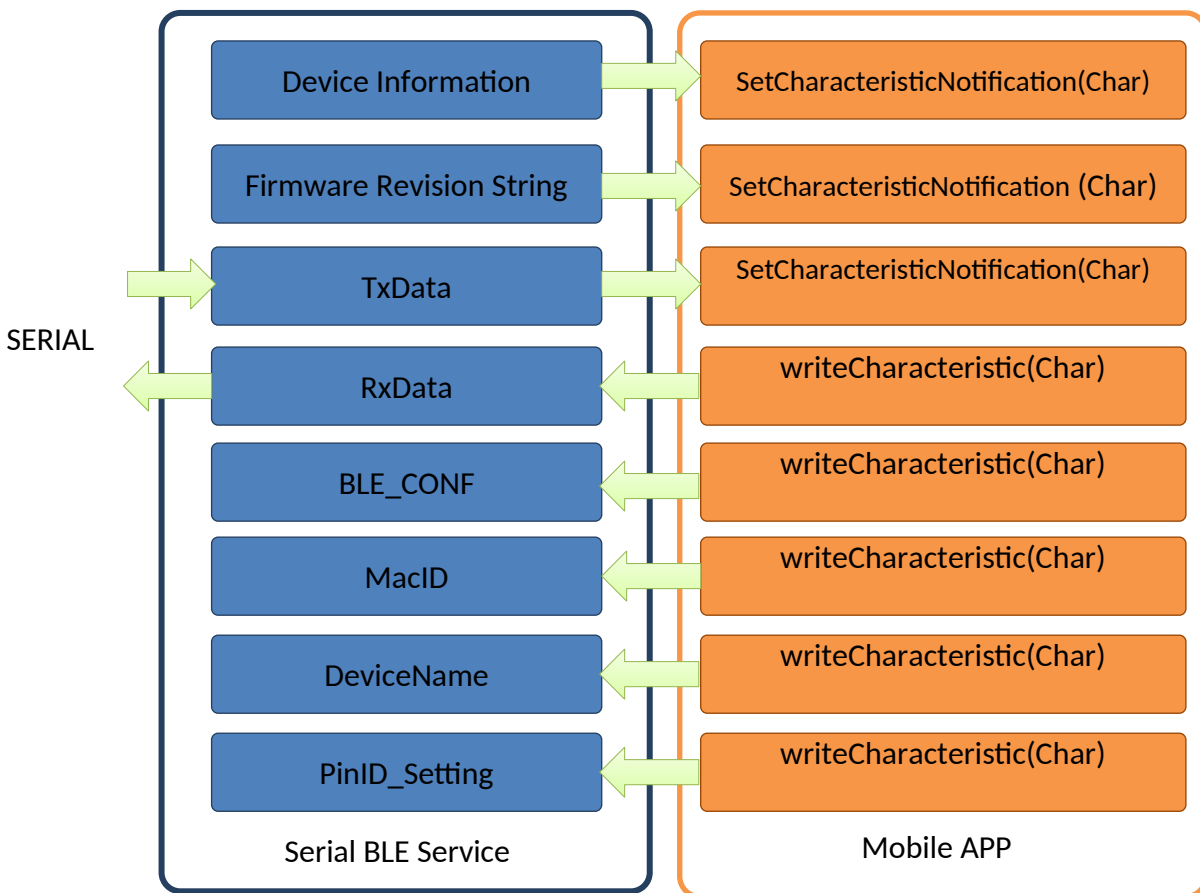 Device Information
SetCharacteristicNotification(Char)
Firmware Revision String
SetCharacteristicNotification (Char)
TxData
SetCharacteristicNotification(Char)
SERIAL
RxData
writeCharacteristic(Char)
BLE_CONF
writeCharacteristic(Char)
MacID
writeCharacteristic(Char)
DeviceName
writeCharacteristic(Char)
PinID_Setting
writeCharacteristic(Char)
Serial BLE Service
Mobile APP